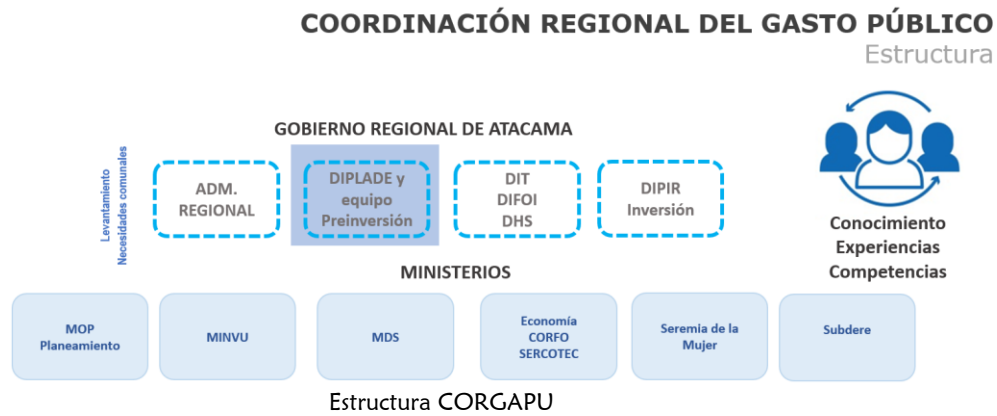 COORDINACIÓN REGIONAL DEL GASTO PÚBLICO
Estructura
GOBIERNO REGIONAL DE ATACAMA
Levantamiento
Necesidades comunales
ADM.
REGIONAL
DIPLADE y
equipo
Preinversión
DIT
DIFOI
DHS
DIPIR
Inversión
Conocimiento
Experiencias
Competencias
MINISTERIOS
MOP
Planeamiento
MINVU
MDS
Economía
CORFO
SERCOTEC
Seremia de la
Mujer
Subdere
Estructura CORGAPU